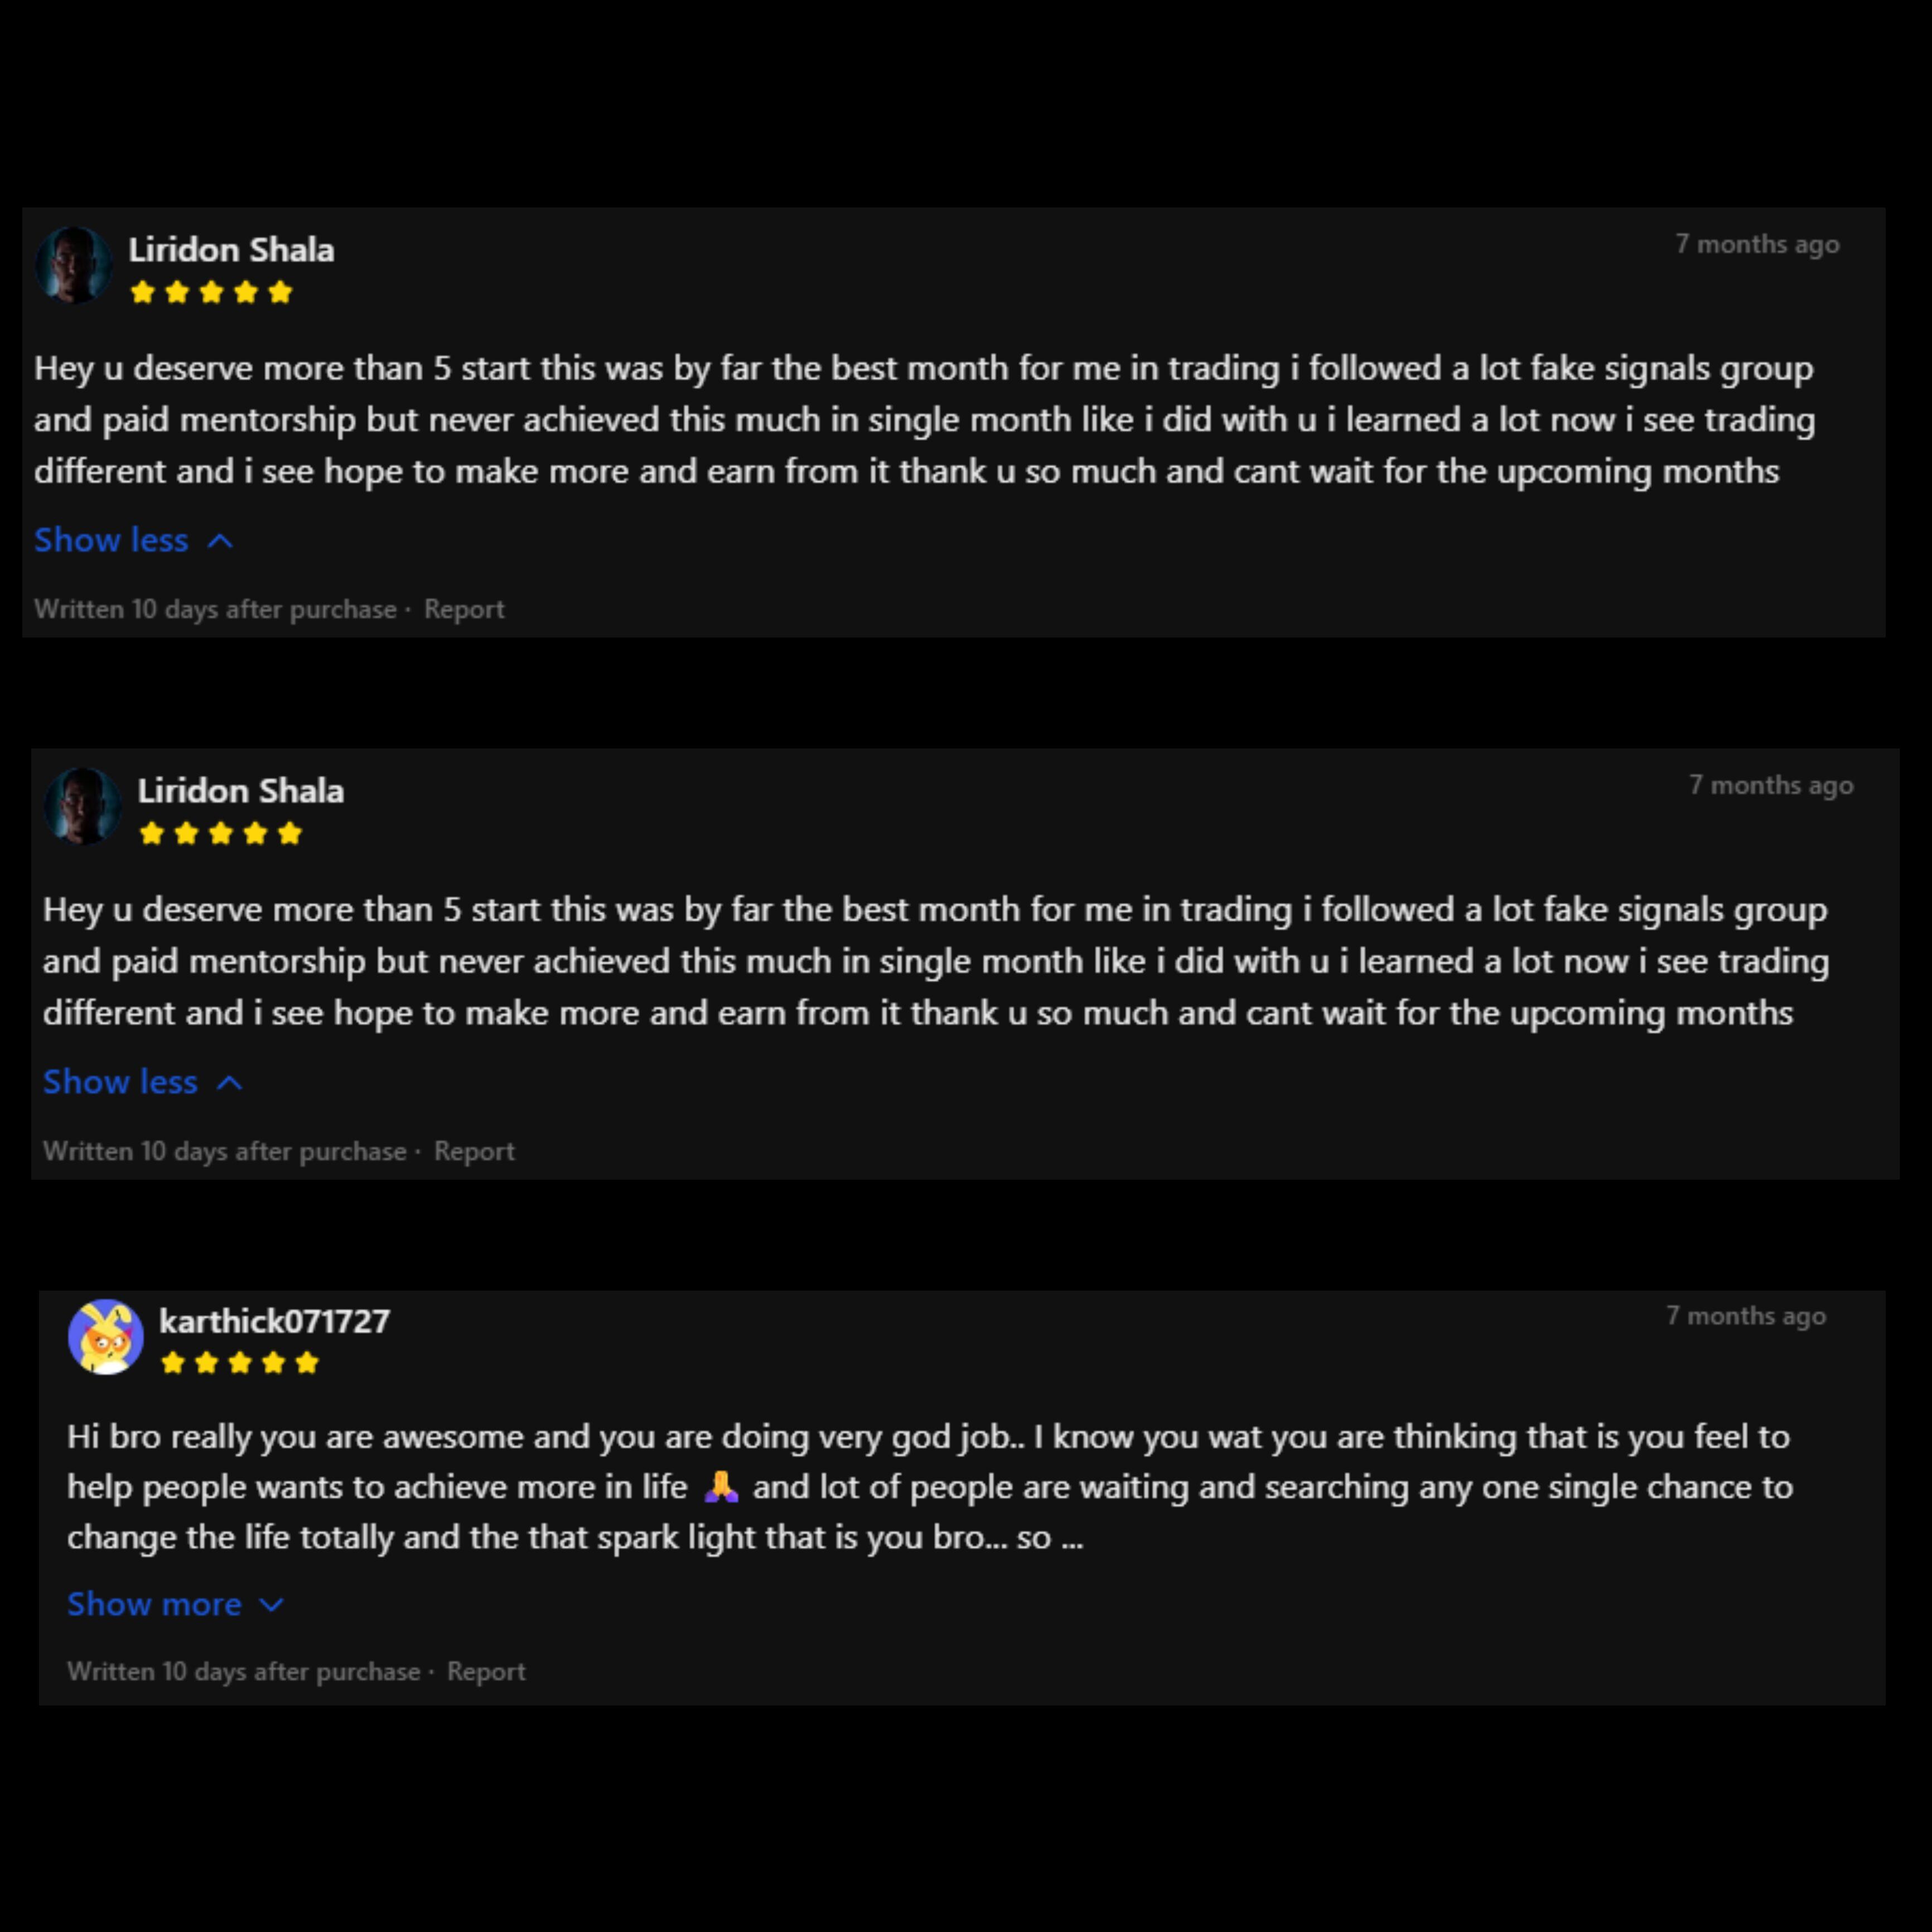 Liridon Shala
7 months ago
Hey u deserve more than 5 start this was by far the best month for me in trading i followed a lot fake signals group
and paid mentorship but never achieved this much in single month like i did with u i learned a lot now i see trading
different and i see hope to make more and earn from it thank u so much and cant wait for the upcoming months
Show less
Written 10 days after purchase · Report
Liridon Shala
7 months ago
Hey u deserve more than 5 start this was by far the best month for me in trading i followed a lot fake signals group
and paid mentorship but never achieved this much in single month like i did with u i learned a lot now i see trading
different and i see hope to make more and earn from it thank u so much and cant wait for the upcoming months
Show less
Written 10 days after purchase · Report
karthick071727
7 months ago
Hi bro really you are awesome and you are doing very god job.. I know you wat you are thinking that is you feel to
help people wants to achieve more in life 🙏 and lot of people are waiting and searching any one single chance to
change the life totally and the that spark light that is you bro... so ...
Show more
Written 10 days after purchase · Report